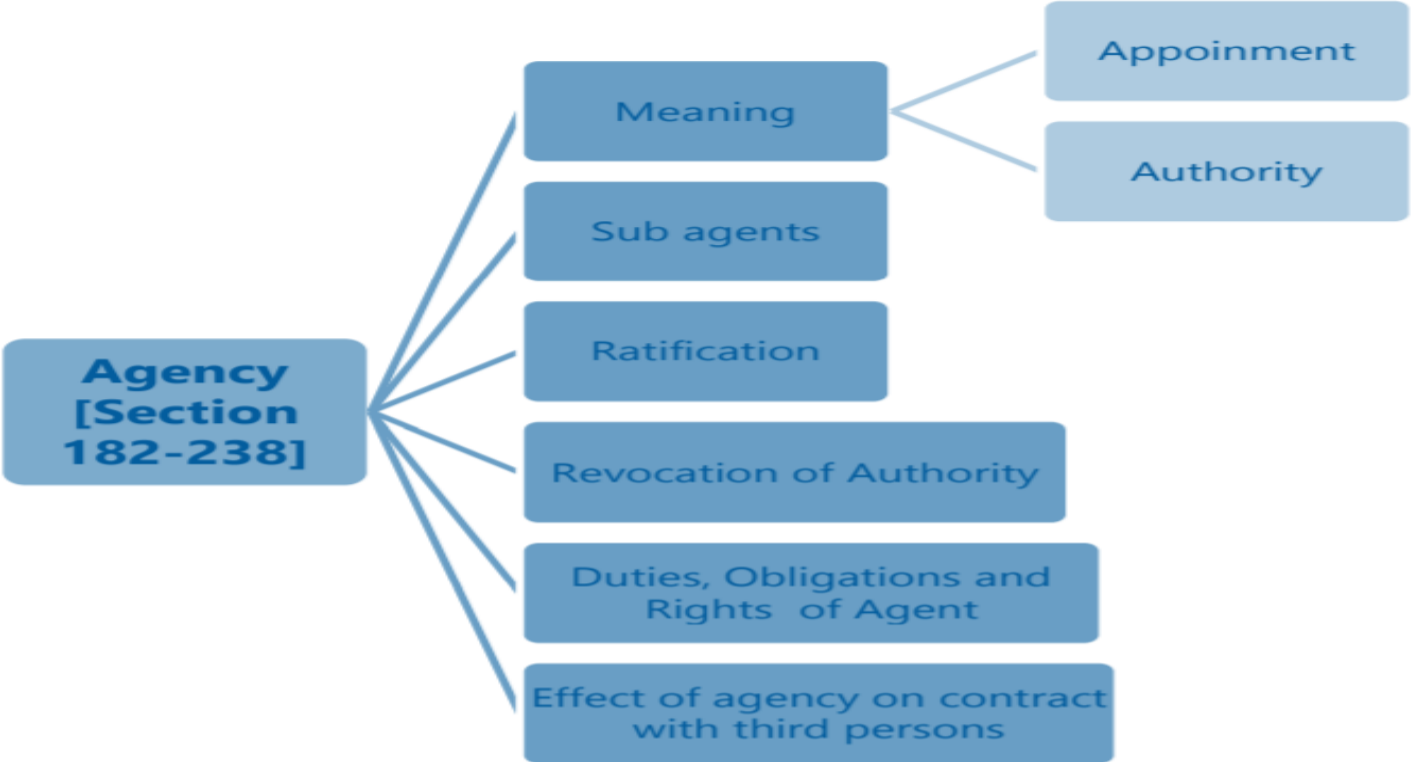 Agency
[Section
182-238]
Meaning
Appoinment
Authority
Sub agents
Ratification
Revocation of Authority
Duties, Obligations and
Rights of Agent
Effect of agency on contract
with third persons